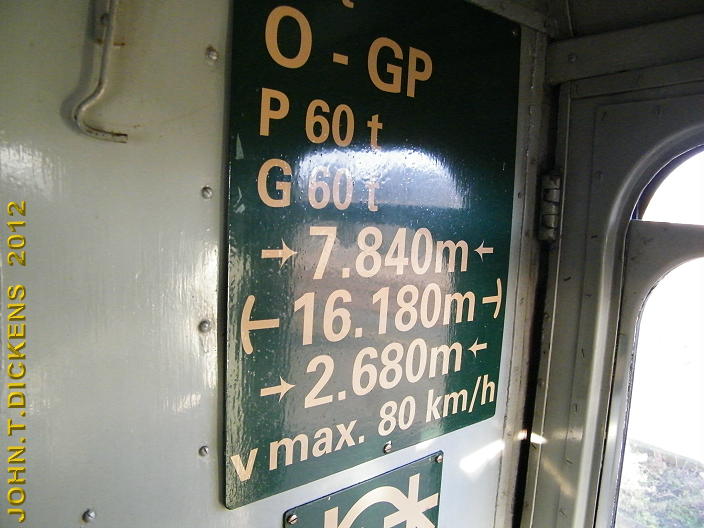 O - GP
P 60 t
G 60 t
7.840m
16.180m
2.680m
v max. 80 km/h
JOHN.T.DICKENS 2012